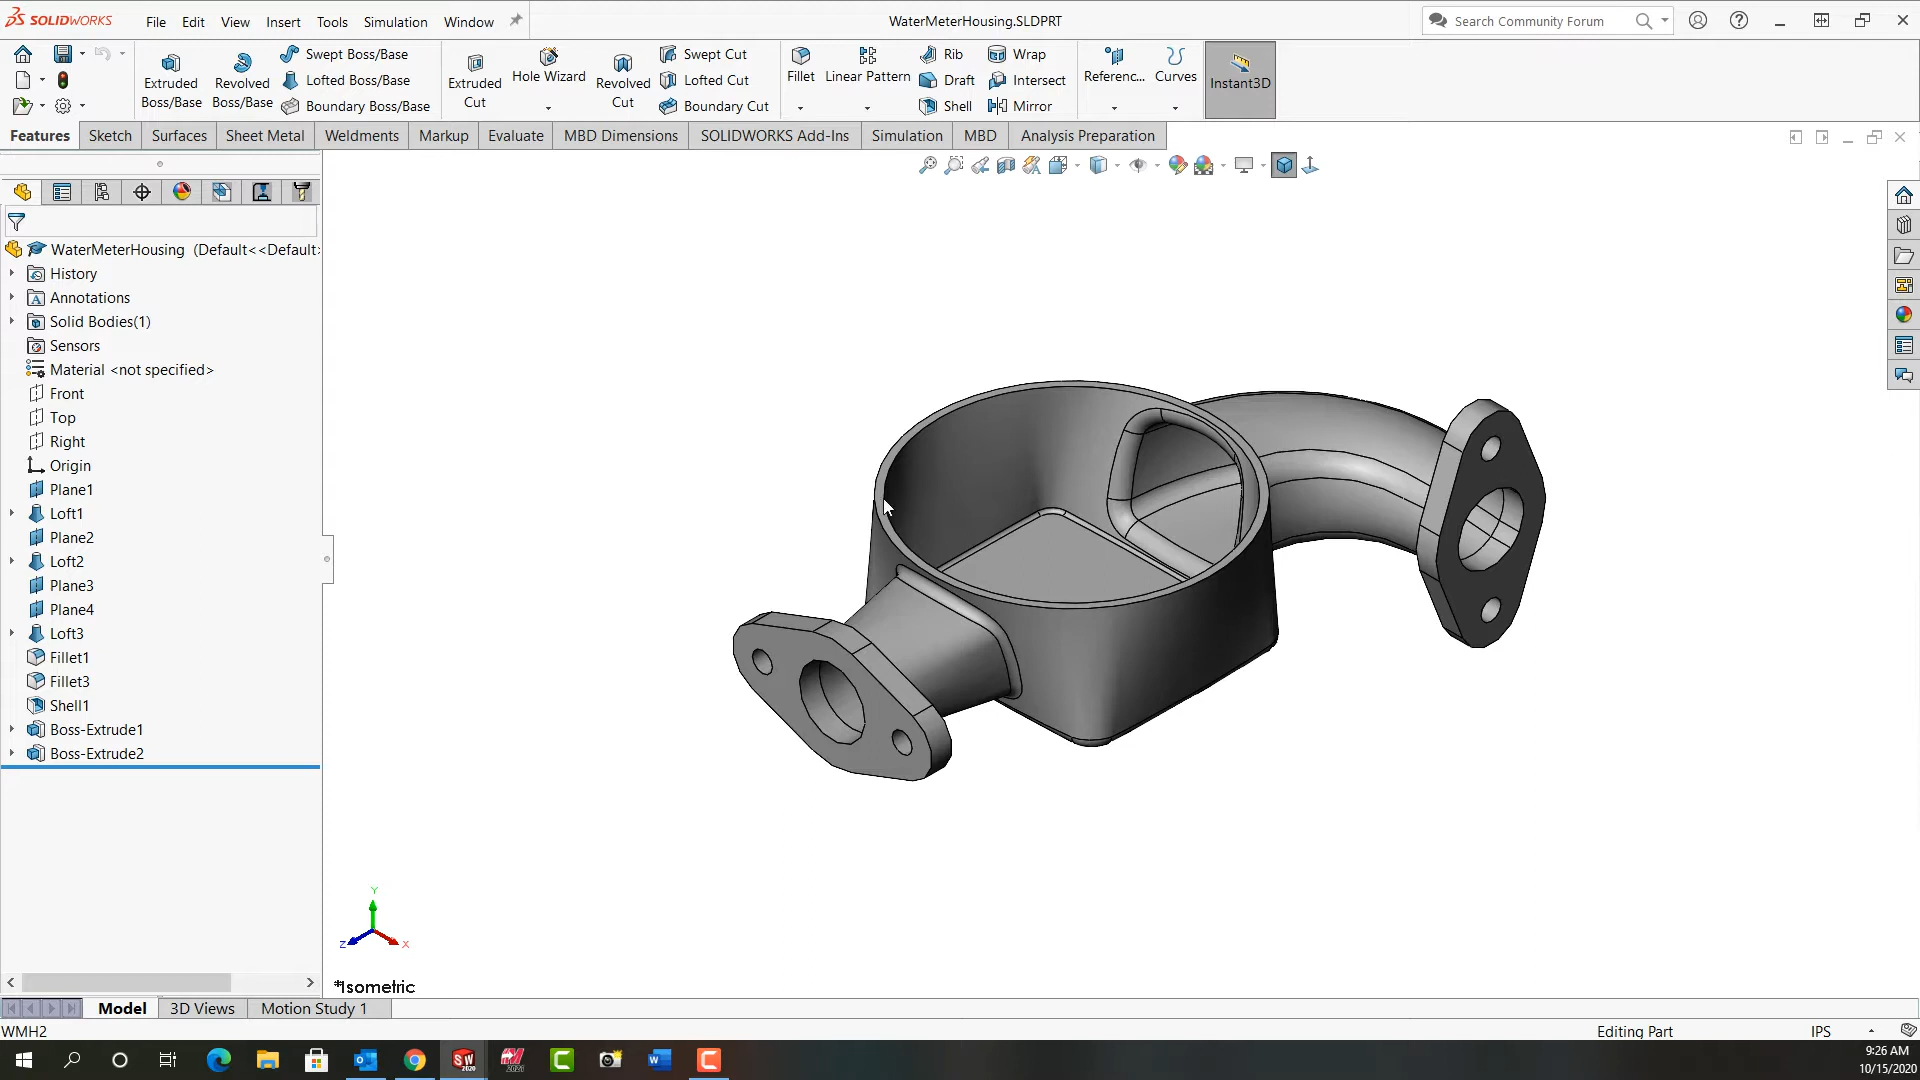 SOLIDWORKS File Edit View Insert Tools Simulation Window WaterMeterHousing.SLDPRT Search Community Forum
Extruded Boss/Base
Revolved Boss/Base
Swept Boss/Base
Lofted Boss/Base
Boundary Boss/Base
Extruded Cut
Hole Wizard
Revolved Cut
Swept Cut
Lofted Cut
Boundary Cut
Fillet
Linear Pattern
Rib
Draft
Shell
Wrap
Intersect
Mirror
Referenc...
Curves
Instant3D
Features Sketch Surfaces Sheet Metal Weldments Markup Evaluate MBD Dimensions SOLIDWORKS Add-Ins Simulation MBD Analysis Preparation
WaterMeterHousing (Default<<Default>
History
Annotations
Solid Bodies(1)
Sensors
Material <not specified>
Front
Top
Right
Origin
Plane1
Loft1
Plane2
Loft2
Plane3
Plane4
Loft3
Fillet1
Fillet3
Shell1
Boss-Extrude1
Boss-Extrude2
Y
Z
X
*Isometric
Model 3D Views Motion Study 1
WMH2 Editing Part IPS
9:26 AM
10/15/2020